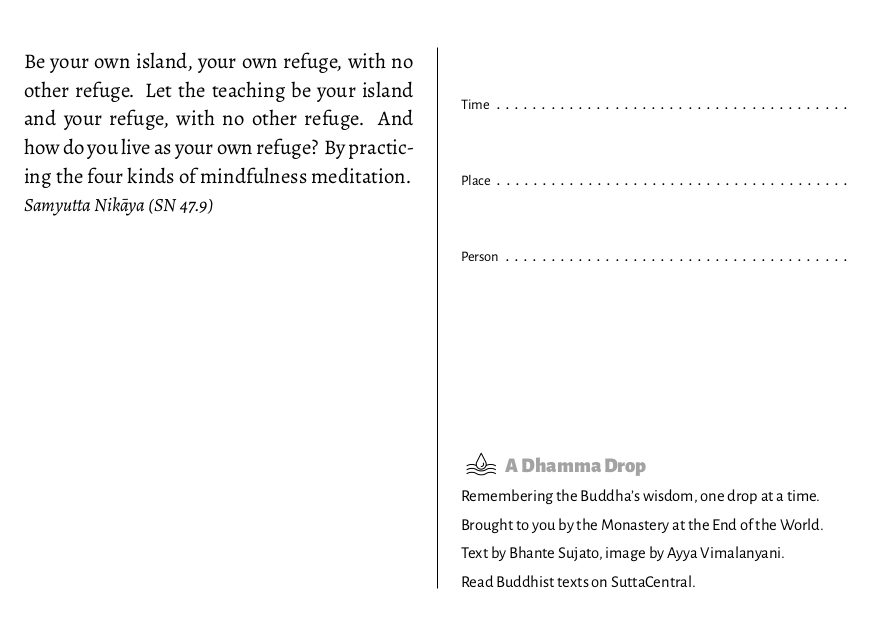 Be your own island, your own refuge, with no
other refuge. Let the teaching be your island
and your refuge, with no other refuge. And
how do you live as your own refuge? By practic-
ing the four kinds of mindfulness meditation.
Samyutta Nikāya (SN 47.9)
Time . . . . . . . . . . . . . . . . . . . . . . . . . . . . . . . . . . . . . . .
Place . . . . . . . . . . . . . . . . . . . . . . . . . . . . . . . . . . . . . . .
Person . . . . . . . . . . . . . . . . . . . . . . . . . . . . . . . . . . . . . .
A Dhamma Drop
Remembering the Buddha's wisdom, one drop at a time.
Brought to you by the Monastery at the End of the World.
Text by Bhante Sujato, image by Ayya Vimalanyani.
Read Buddhist texts on SuttaCentral.